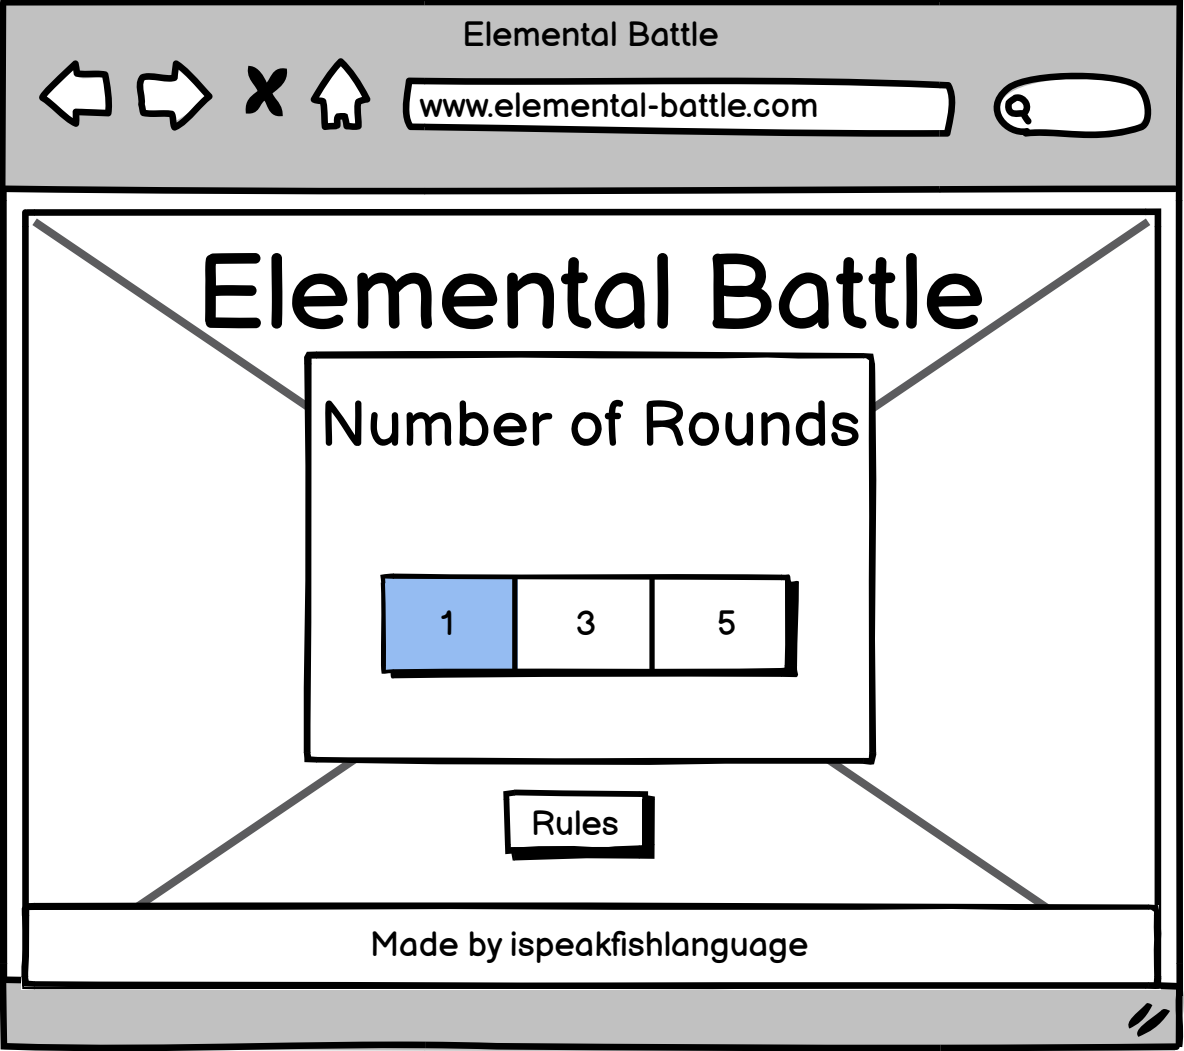 Elemental Battle
www.elemental-battle.com
Elemental Battle
Number of Rounds
1 3 5
Rules
Made by ispeakfishlanguage